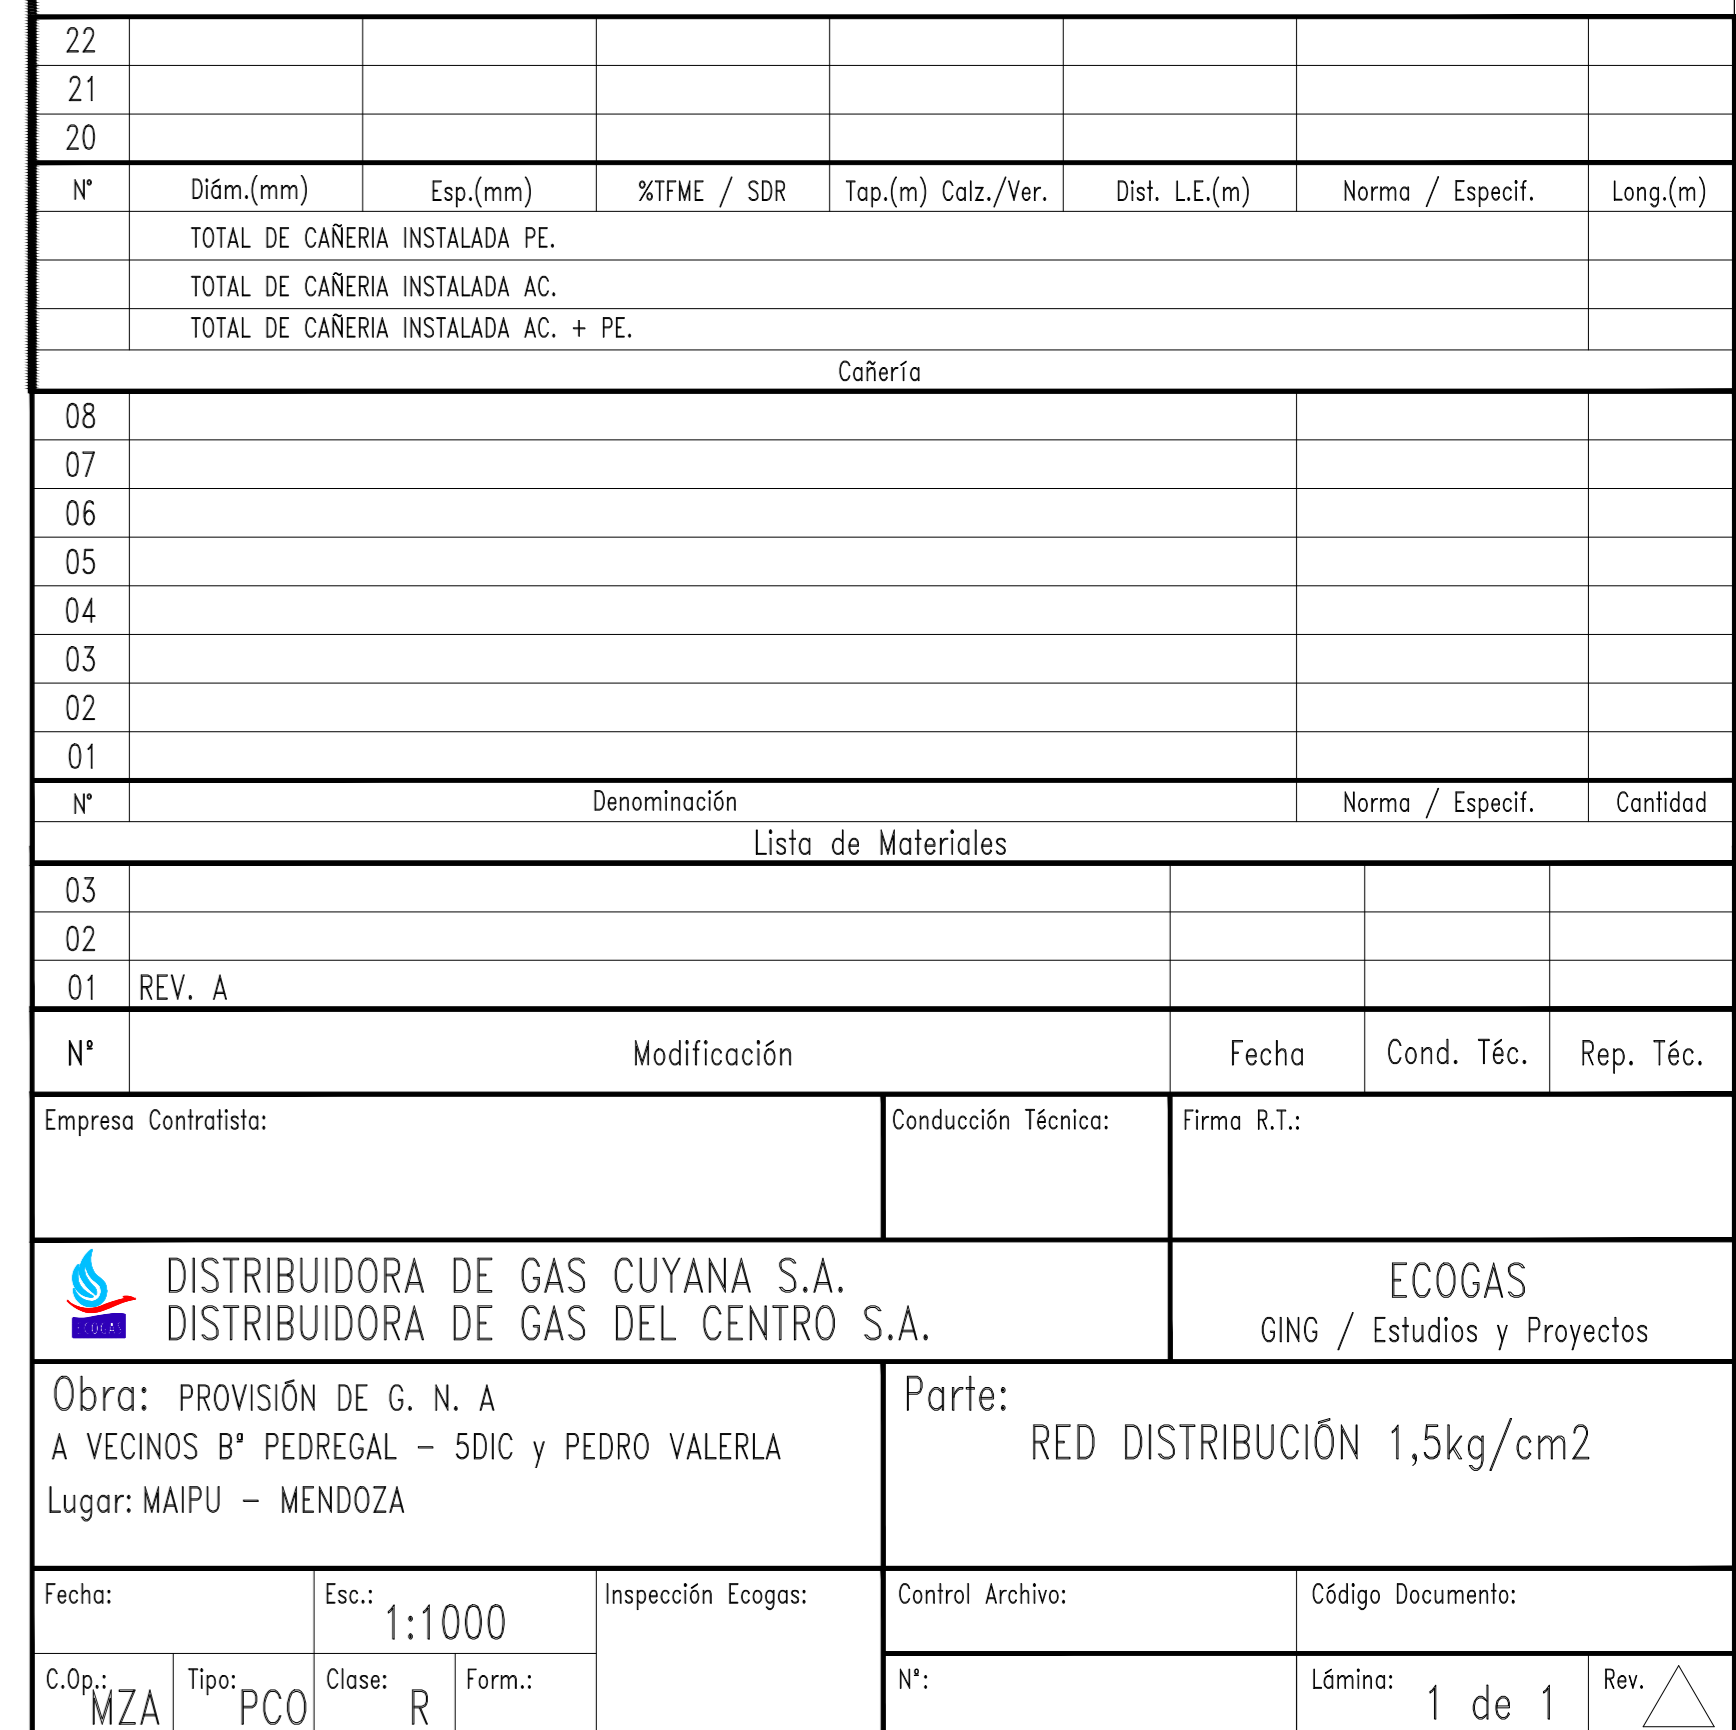 22
21
20
N° Diám.(mm) Esp.(mm) %TFME / SDR Tap.(m) Calz./Ver. Dist. L.E.(m) Norma / Especif. Long.(m)
TOTAL DE CAÑERIA INSTALADA PE.
TOTAL DE CAÑERIA INSTALADA AC.
TOTAL DE CAÑERIA INSTALADA AC. + PE.
Cañería
08
07
06
05
04
03
02
01
N° Denominación Norma / Especif. Cantidad
Lista de Materiales
03
02
01 REV. A
Nº Modificación Fecha Cond. Téc. Rep. Téc.
Empresa Contratista: Conducción Técnica: Firma R.T.:
DISTRIBUIDORA DE GAS CUYANA S.A.
DISTRIBUIDORA DE GAS DEL CENTRO S.A.
ECOGAS
ECOGAS
GING / Estudios y Proyectos
Obra: PROVISIÓN DE G. N. A
A VECINOS Bª PEDREGAL – 5DIC y PEDRO VALERLA
Lugar: MAIPU – MENDOZA
Parte:
RED DISTRIBUCIÓN 1,5kg/cm2
Fecha: Esc.: 1:1000 Inspección Ecogas: Control Archivo: Código Documento:
C.Op.: MZA Tipo: PCO Clase: R Form.: Nº: Lámina: 1 de 1 Rev.